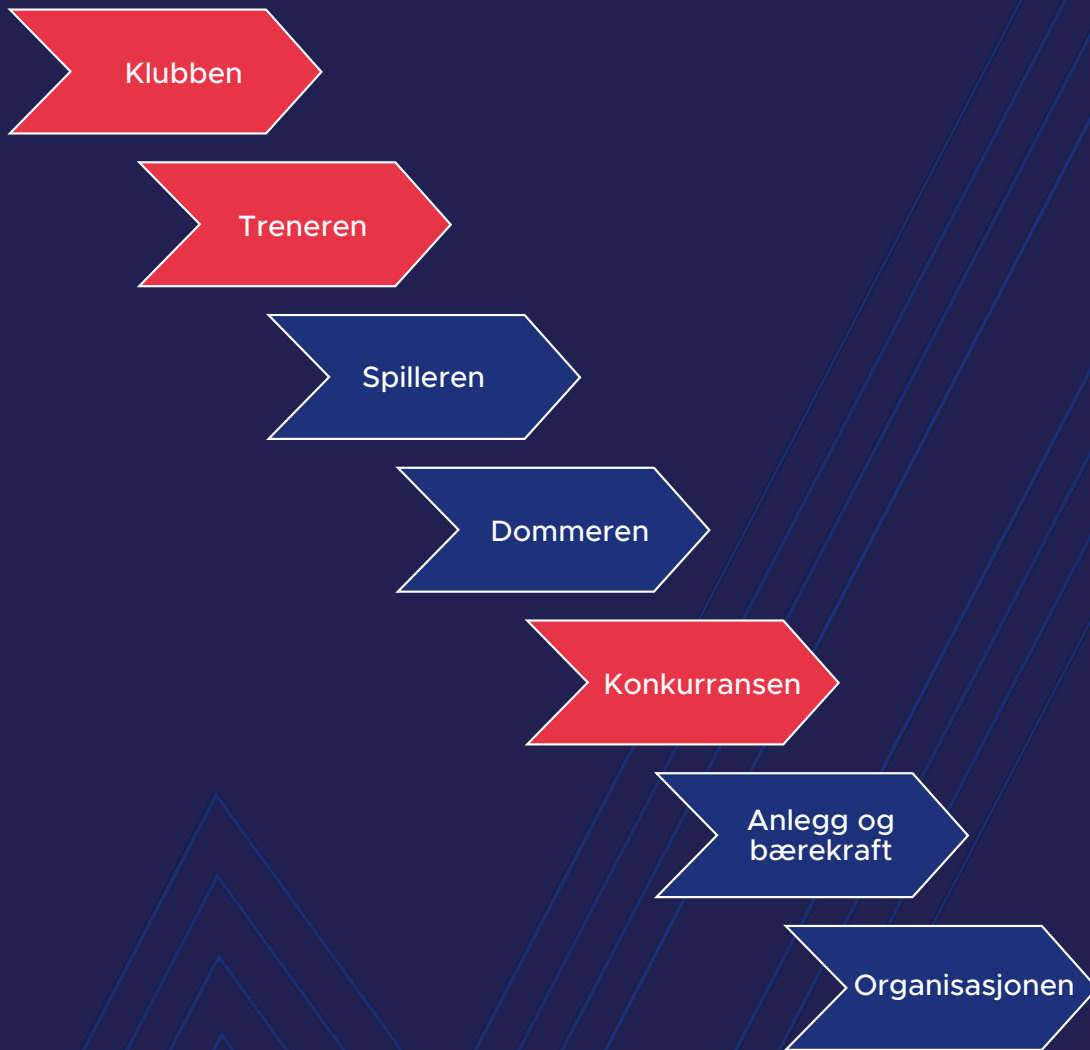 Klubben
Treneren
Spilleren
Dommeren
Konkurransen
Anlegg og
bærekraft
Organisasjonen